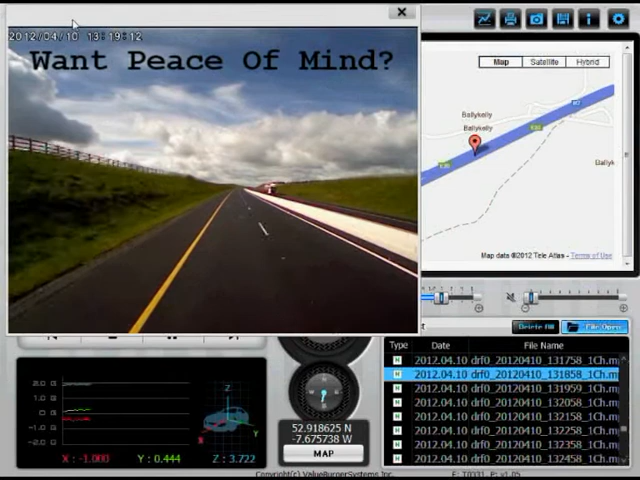 2012/04/10 13:19:12
Want Peace Of Mind?
Map Satellite Hybrid
M7
Ballykelly
Ballykelly
E20
E20
Ballyk
Map data ©2012 Tele Atlas - Terms of Use
Delete All File Open
Type Date File Name
2012.04.10 drf0_20120410_131758_1Ch.m
2012.04.10 drf0_20120410_131858_1Ch.m
2012.04.10 drf0_20120410_131959_1Ch.m
2012.04.10 drf0_20120410_132058_1Ch.m
2012.04.10 drf0_20120410_132158_1Ch.m
2012.04.10 drf0_20120410_132258_1Ch.m
2012.04.10 drf0_20120410_132358_1Ch.m
2012.04.10 drf0_20120410_132458_1Ch.m
2.0 G
1.0 G
0 G
-1.0 G
-2.0 G
Z
X
Y
X : -1.000 Y : 0.444 Z : 3.722
52.918625 N
-7.675738 W
MAP